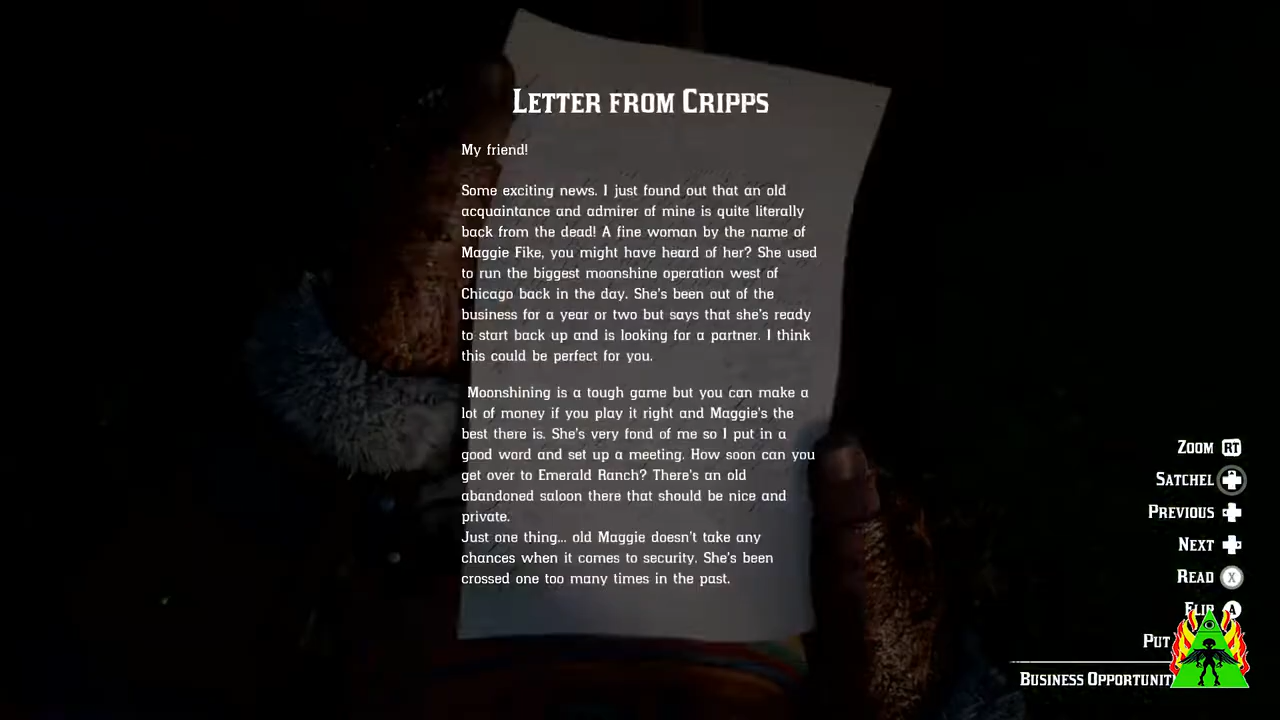 Letter from Cripps
My friend!
Some exciting news. I just found out that an old
acquaintance and admirer of mine is quite literally
back from the dead! A fine woman by the name of
Maggie Fike, you might have heard of her? She used
to run the biggest moonshine operation west of
Chicago back in the day. She's been out of the
business for a year or two but says that she's ready
to start back up and is looking for a partner. I think
this could be perfect for you.
Moonshining is a tough game but you can make a
lot of money if you play it right and Maggie's the
best there is. She's very fond of me so I put in a
good word and set up a meeting. How soon can you
get over to Emerald Ranch? There's an old
abandoned saloon there that should be nice and
private.
Just one thing... old Maggie doesn't take any
chances when it comes to security. She's been
crossed one too many times in the past.
Zoom RT
Satchel
Previous
Next
Read X
Flip A
Put
Business